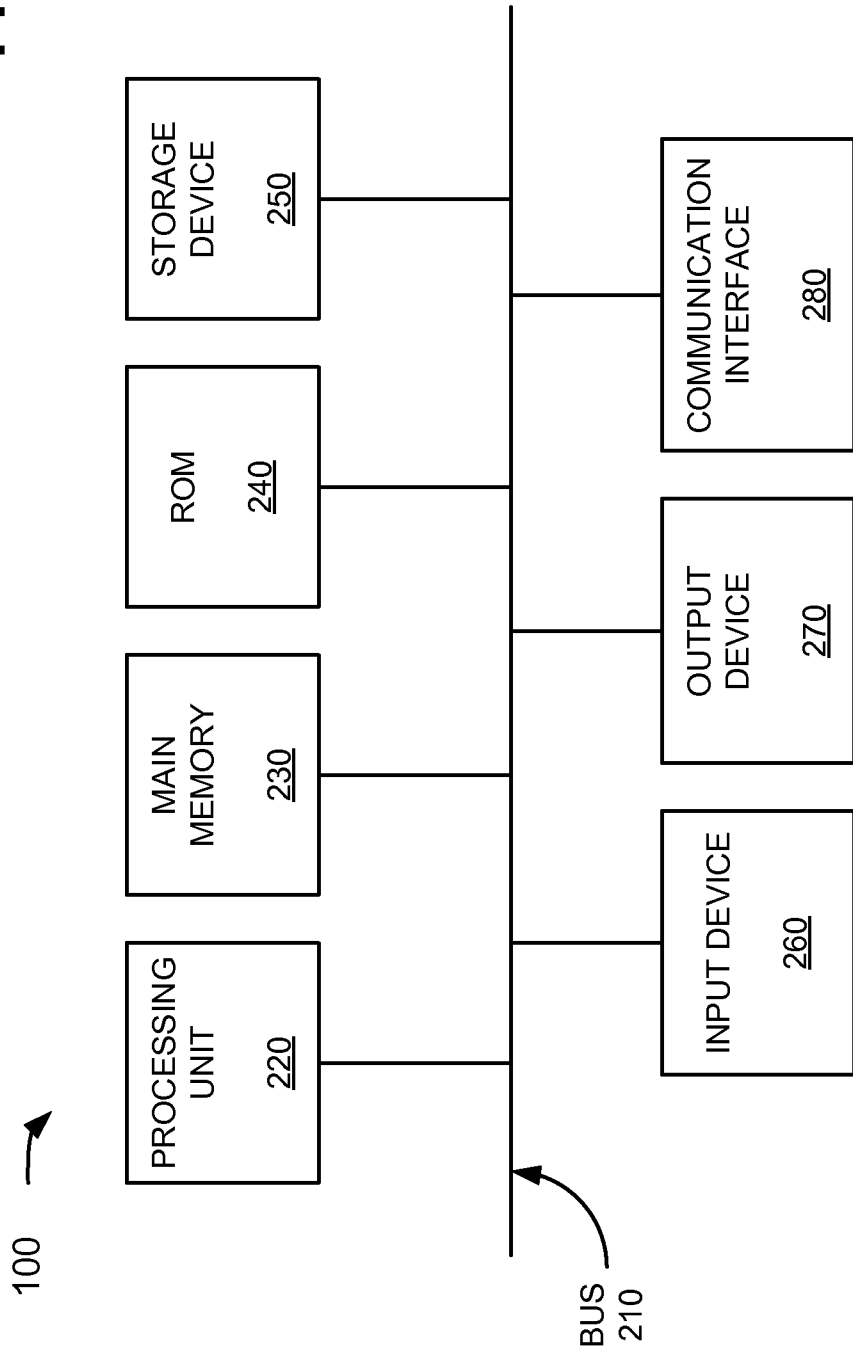 100
PROCESSING
UNIT
220
MAIN
MEMORY
230
ROM
240
STORAGE
DEVICE
250
BUS
210
INPUT DEVICE
260
OUTPUT
DEVICE
270
COMMUNICATION
INTERFACE
280